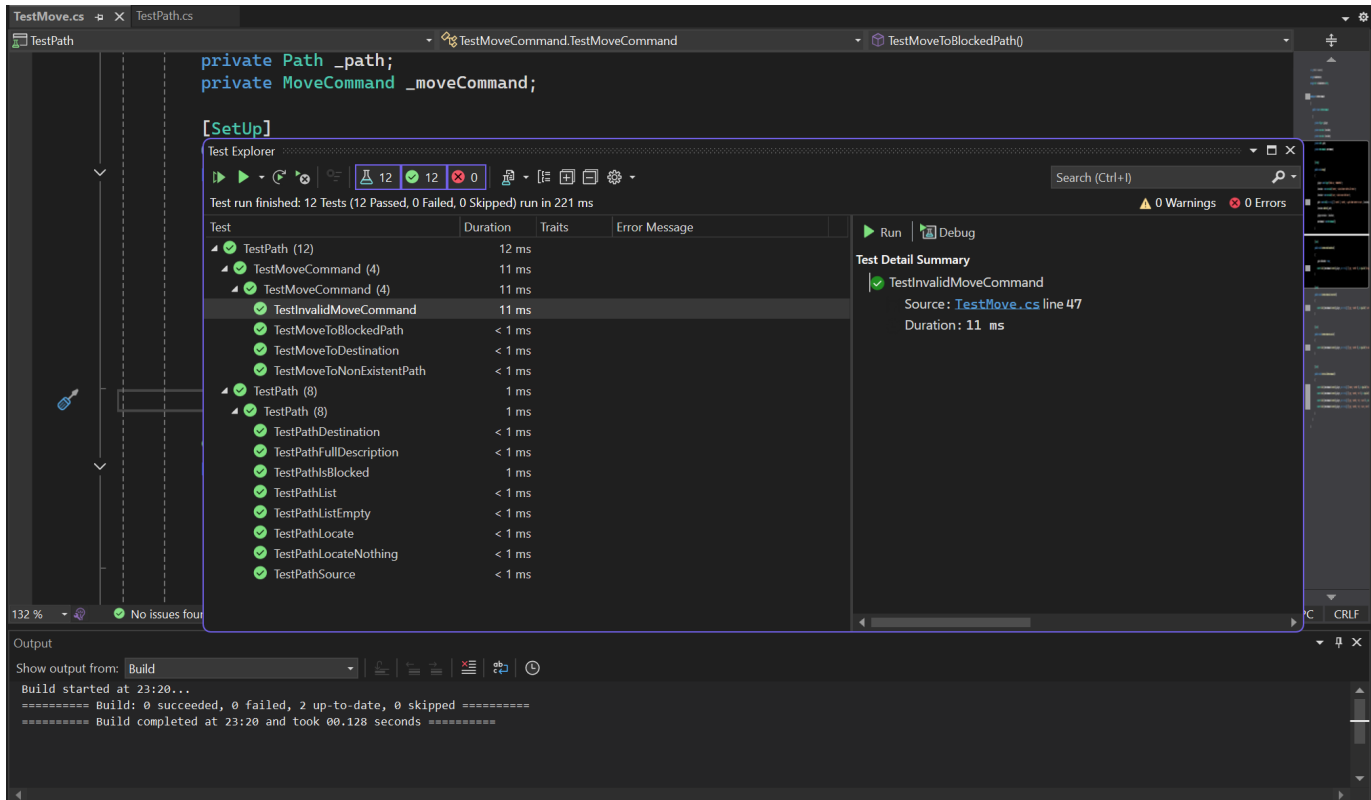 TestMove.cs TestPath.cs
TestPath TestMoveCommand.TestMoveCommand TestMoveToBlockedPath()
private Path _path;
private MoveCommand _moveCommand;
[SetUp]
Test Explorer
12 12 0
Search (Ctrl+I)
Test run finished: 12 Tests (12 Passed, 0 Failed, 0 Skipped) run in 221 ms
0 Warnings 0 Errors
Test Duration Traits Error Message
TestPath (12) 12 ms
TestMoveCommand (4) 11 ms
TestMoveCommand (4) 11 ms
TestInvalidMoveCommand 11 ms
TestMoveToBlockedPath < 1 ms
TestMoveToDestination < 1 ms
TestMoveToNonExistentPath < 1 ms
TestPath (8) 1 ms
TestPath (8) 1 ms
TestPathDestination < 1 ms
TestPathFullDescription < 1 ms
TestPathIsBlocked 1 ms
TestPathList < 1 ms
TestPathListEmpty < 1 ms
TestPathLocate < 1 ms
TestPathLocateNothing < 1 ms
TestPathSource < 1 ms
Run Debug
Test Detail Summary
TestInvalidMoveCommand
Source: TestMove.cs line 47
Duration: 11 ms
132 % No issues four CRLF
Output
Show output from: Build
Build started at 23:20...
========== Build: 0 succeeded, 0 failed, 2 up-to-date, 0 skipped ==========
========== Build completed at 23:20 and took 00.128 seconds ==========